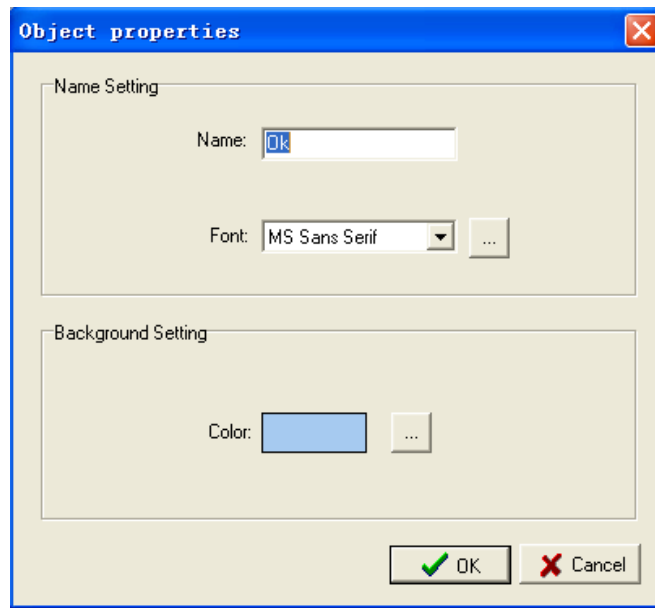 Object properties
Name Setting
Name: Ok
Font: MS Sans Serif ...
Background Setting
Color: ...
OK Cancel